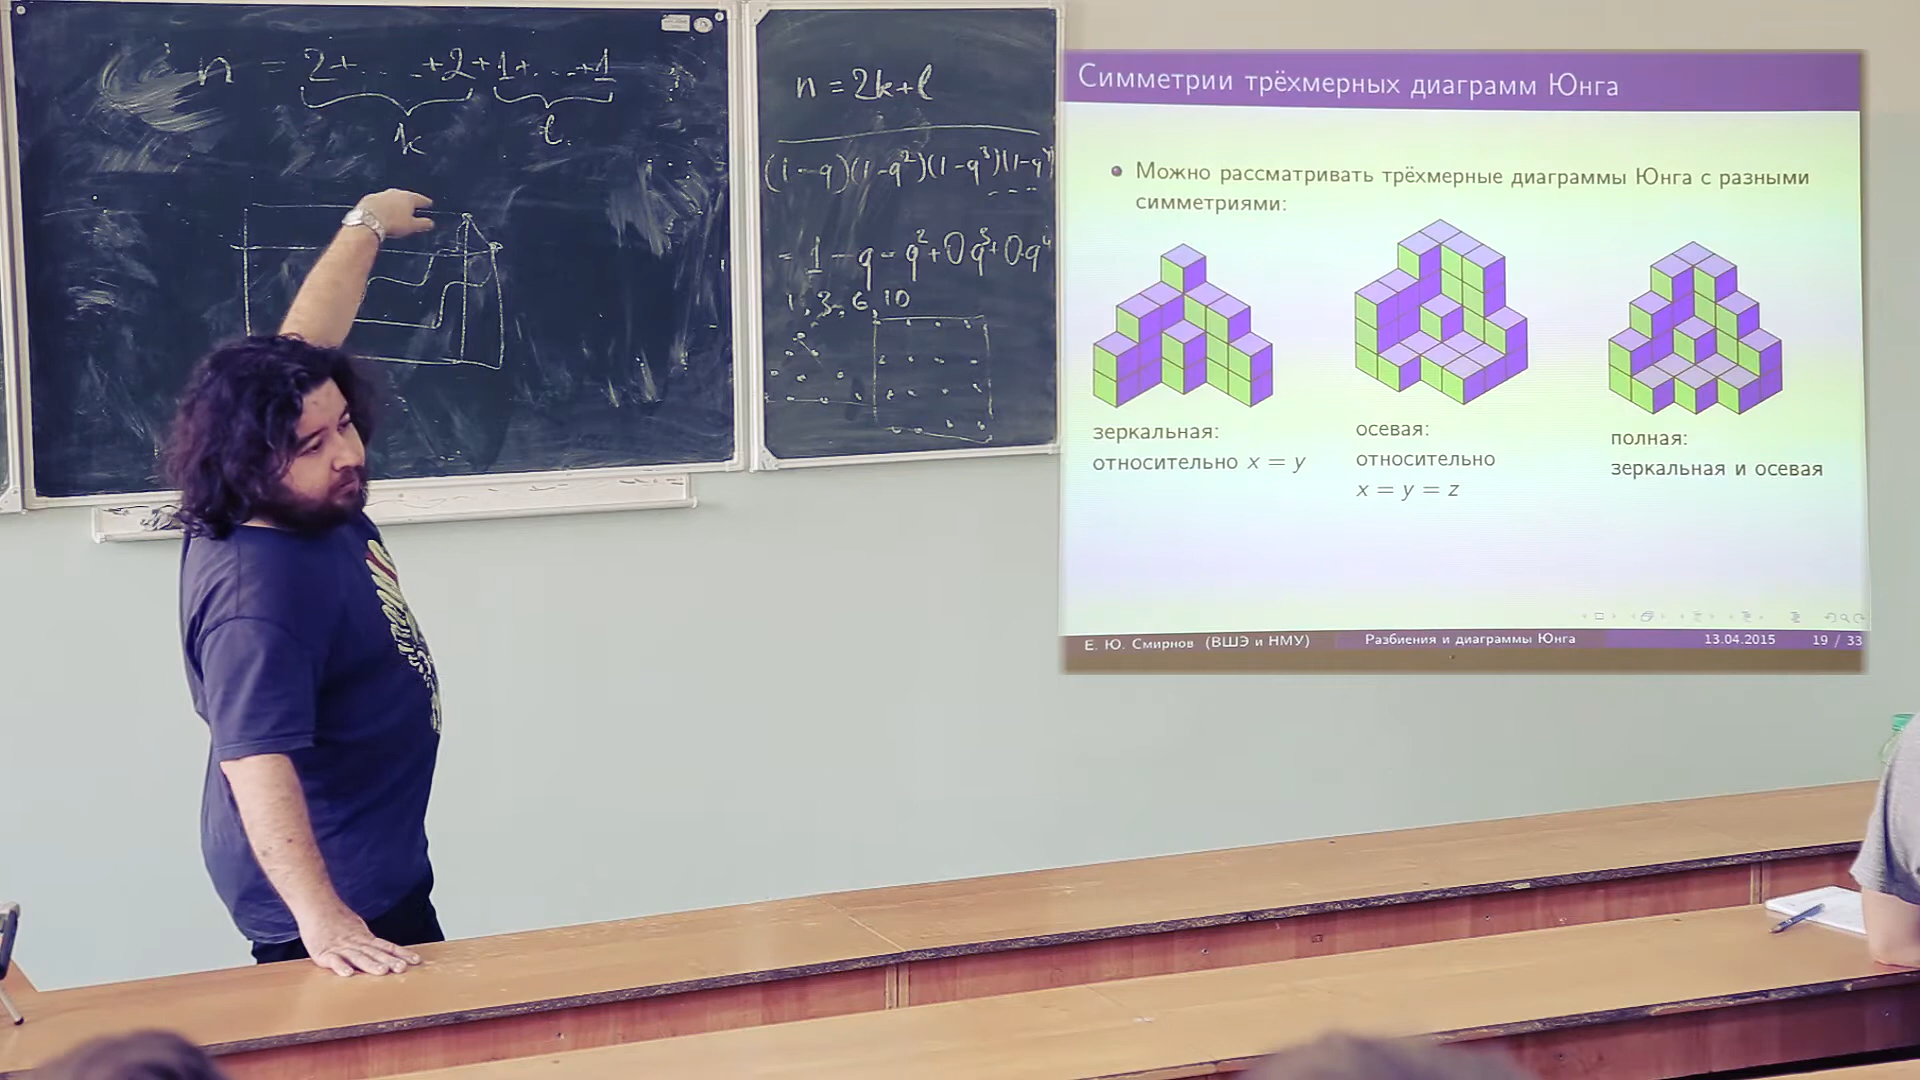 n = 2+ . . . +2+1+. . .+1
k l
n = 2k+l
(1-q)(1-q²)(1-q³)(1-q⁴)
. . .
= 1 - q - q² + 0q³ + 0q⁴
1, 3, 6, 10
Симметрии трёхмерных диаграмм Юнга
Можно рассматривать трёхмерные диаграммы Юнга с разными
симметриями:
зеркальная:
относительно x = y
осевая:
относительно
x = y = z
полная:
зеркальная и осевая
Е. Ю. Смирнов (ВШЭ и НМУ) Разбиения и диаграммы Юнга 13.04.2015 19 / 33